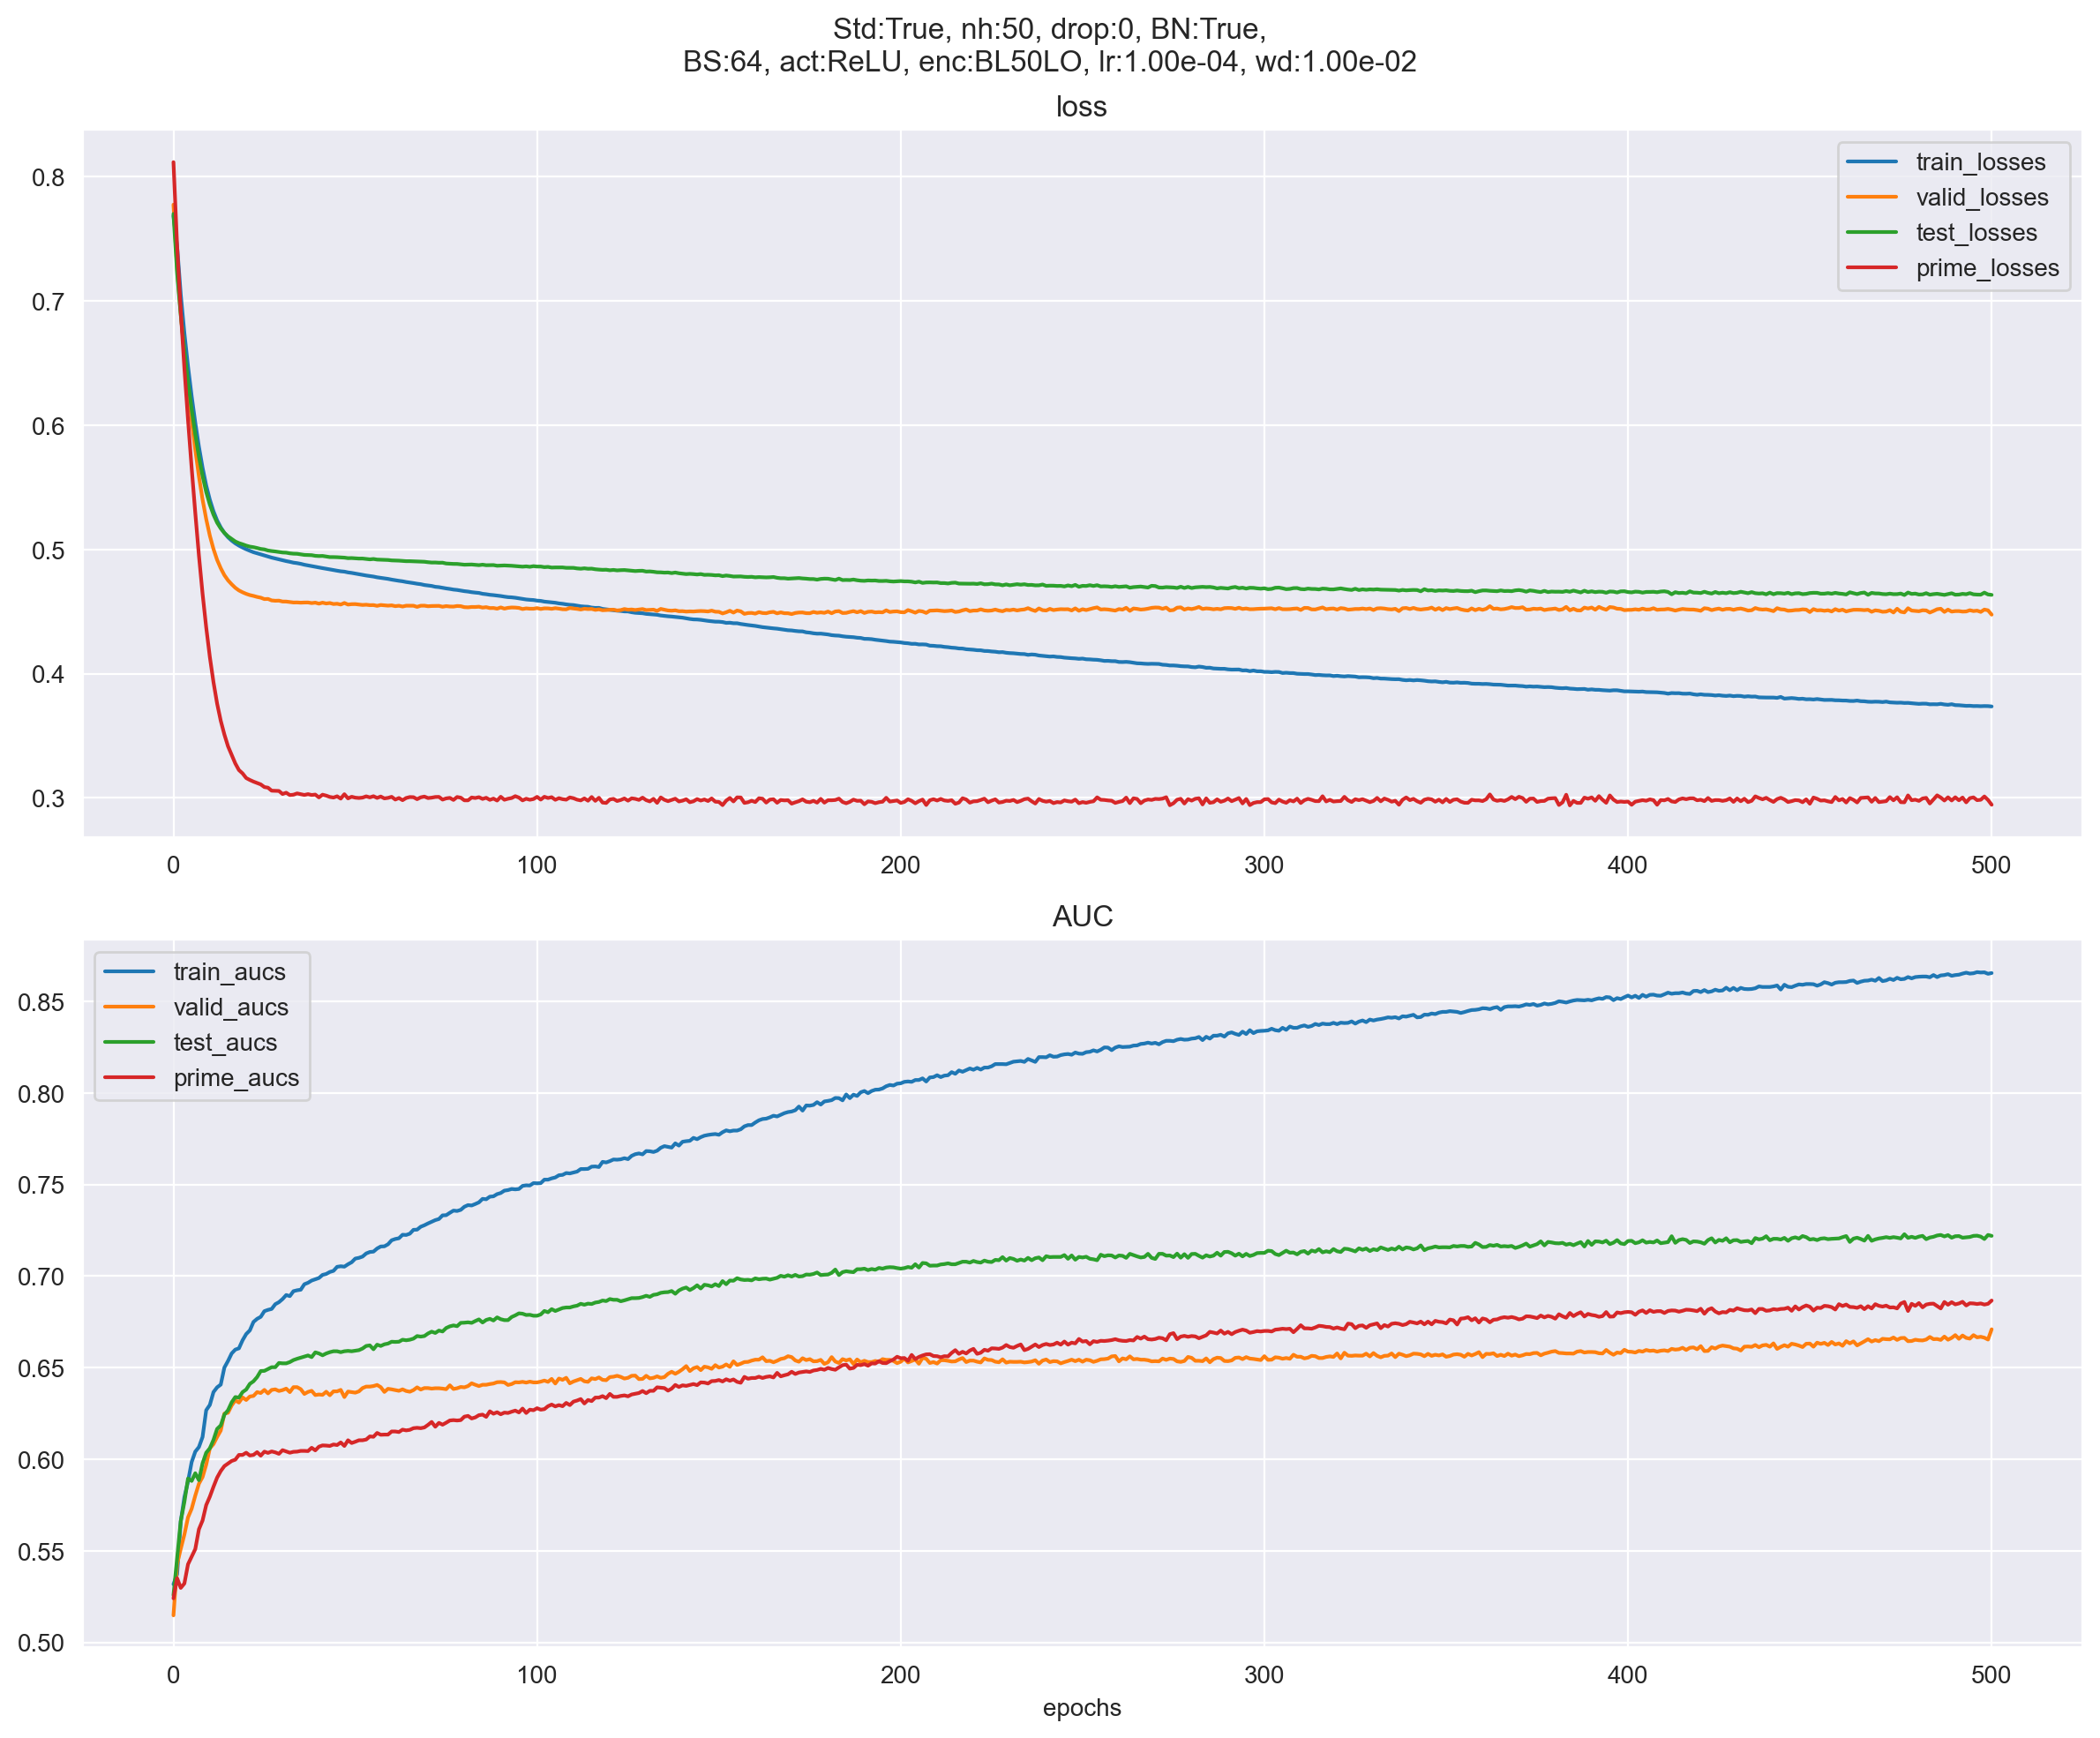 Std:True, nh:50, drop:0, BN:True,
BS:64, act:ReLU, enc:BL50LO, lr:1.00e-04, wd:1.00e-02
loss
0.8
0.7
0.6
0.5
0.4
0.3
train_losses
valid_losses
test_losses
prime_losses
0 100 200 300 400 500
AUC
0.85
0.80
0.75
0.70
0.65
0.60
0.55
0.50
train_aucs
valid_aucs
test_aucs
prime_aucs
0 100 200 300 400 500
epochs